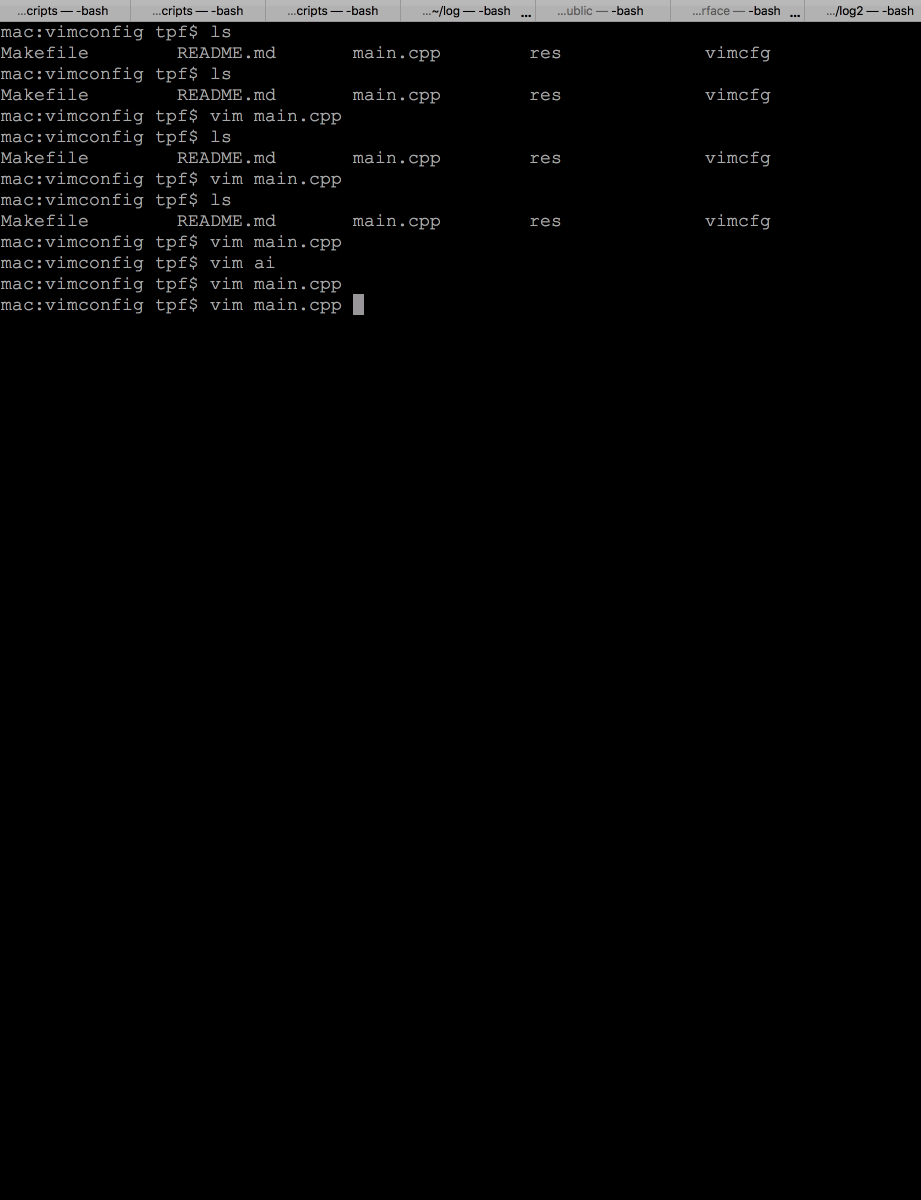 ...cripts — -bash ...cripts — -bash ...cripts — -bash ...~/log — -bash ... ...ublic — -bash ...rface — -bash ... .../log2 — -bash
mac:vimconfig tpf$ ls
Makefile README.md main.cpp res vimcfg
mac:vimconfig tpf$ ls
Makefile README.md main.cpp res vimcfg
mac:vimconfig tpf$ vim main.cpp
mac:vimconfig tpf$ ls
Makefile README.md main.cpp res vimcfg
mac:vimconfig tpf$ vim main.cpp
mac:vimconfig tpf$ ls
Makefile README.md main.cpp res vimcfg
mac:vimconfig tpf$ vim main.cpp
mac:vimconfig tpf$ vim ai
mac:vimconfig tpf$ vim main.cpp
mac:vimconfig tpf$ vim main.cpp